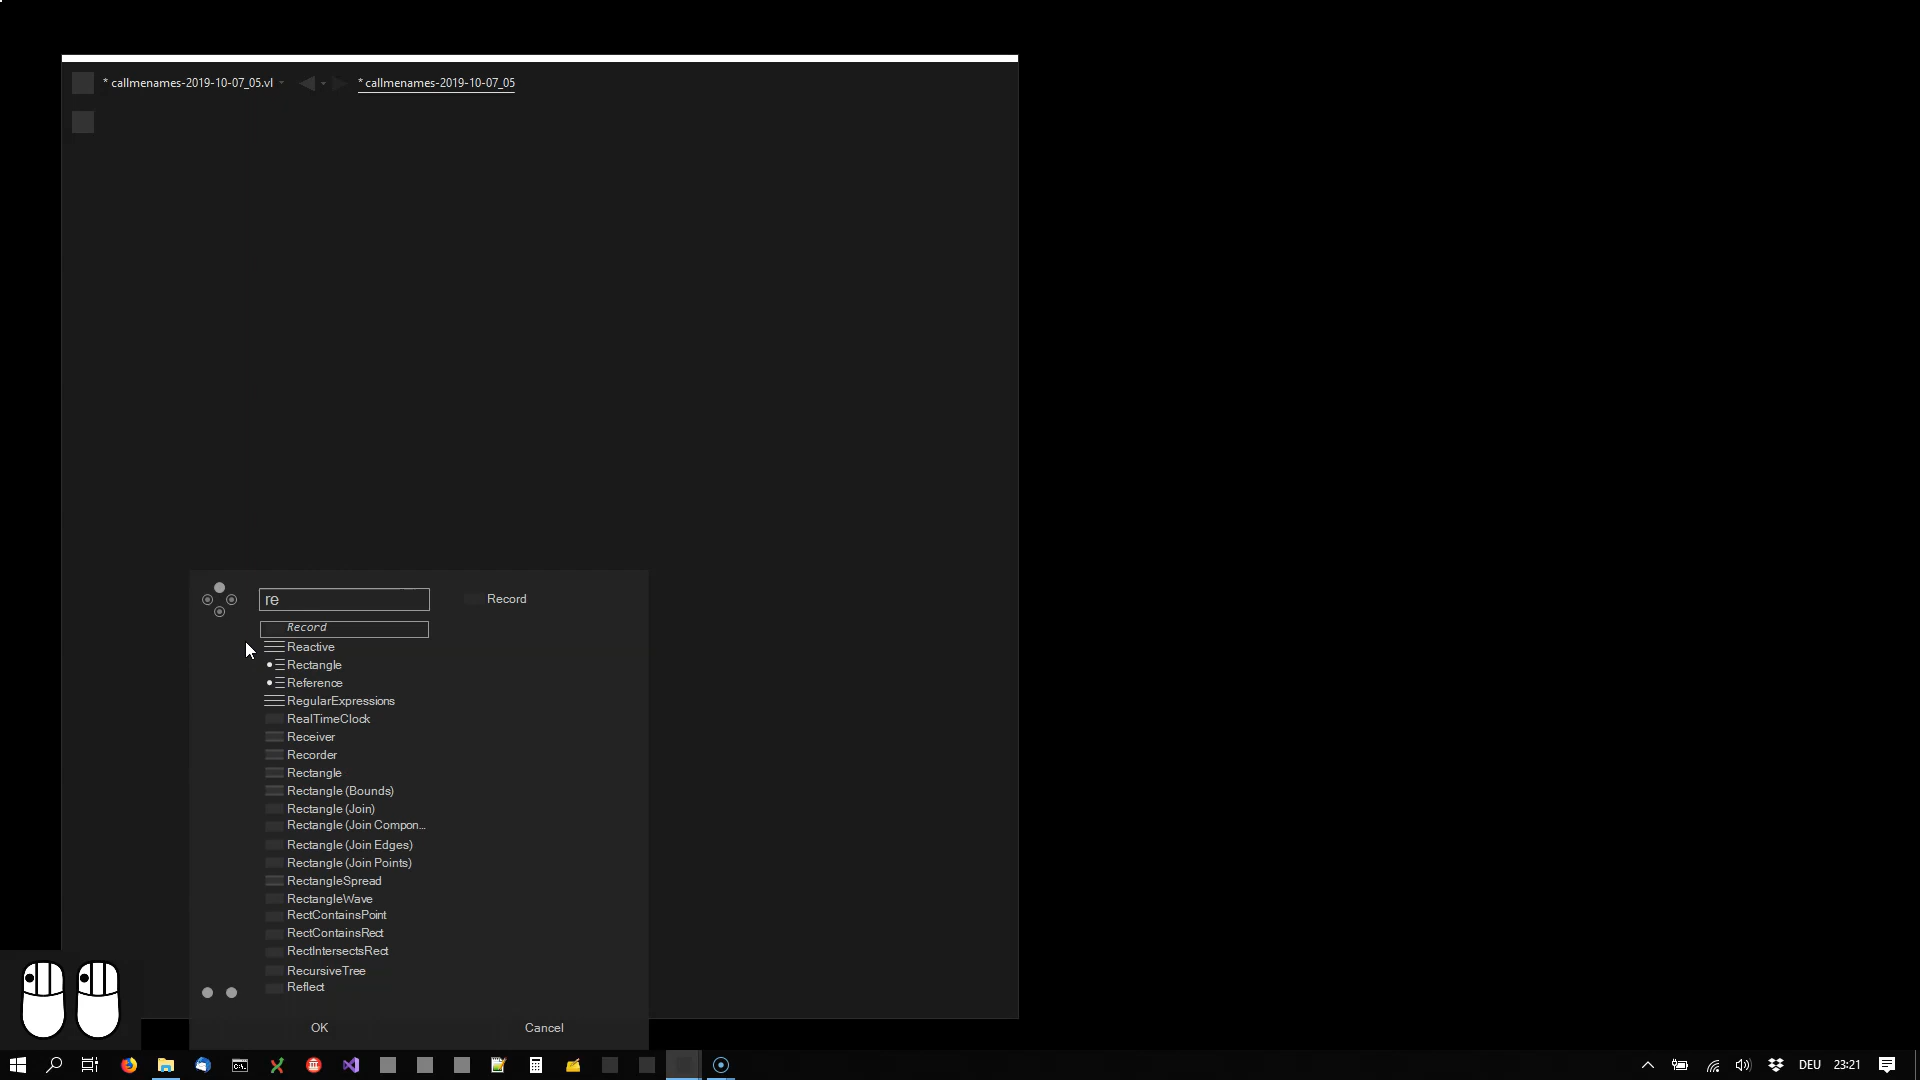 * callmenames-2019-10-07_05.vl
* callmenames-2019-10-07_05
re
Record
Record
Reactive
Rectangle
Reference
RegularExpressions
RealTimeClock
Receiver
Recorder
Rectangle
Rectangle (Bounds)
Rectangle (Join)
Rectangle (Join Compon...
Rectangle (Join Edges)
Rectangle (Join Points)
RectangleSpread
RectangleWave
RectContainsPoint
RectContainsRect
RectIntersectsRect
RecursiveTree
Reflect
OK
Cancel
DEU
23:21